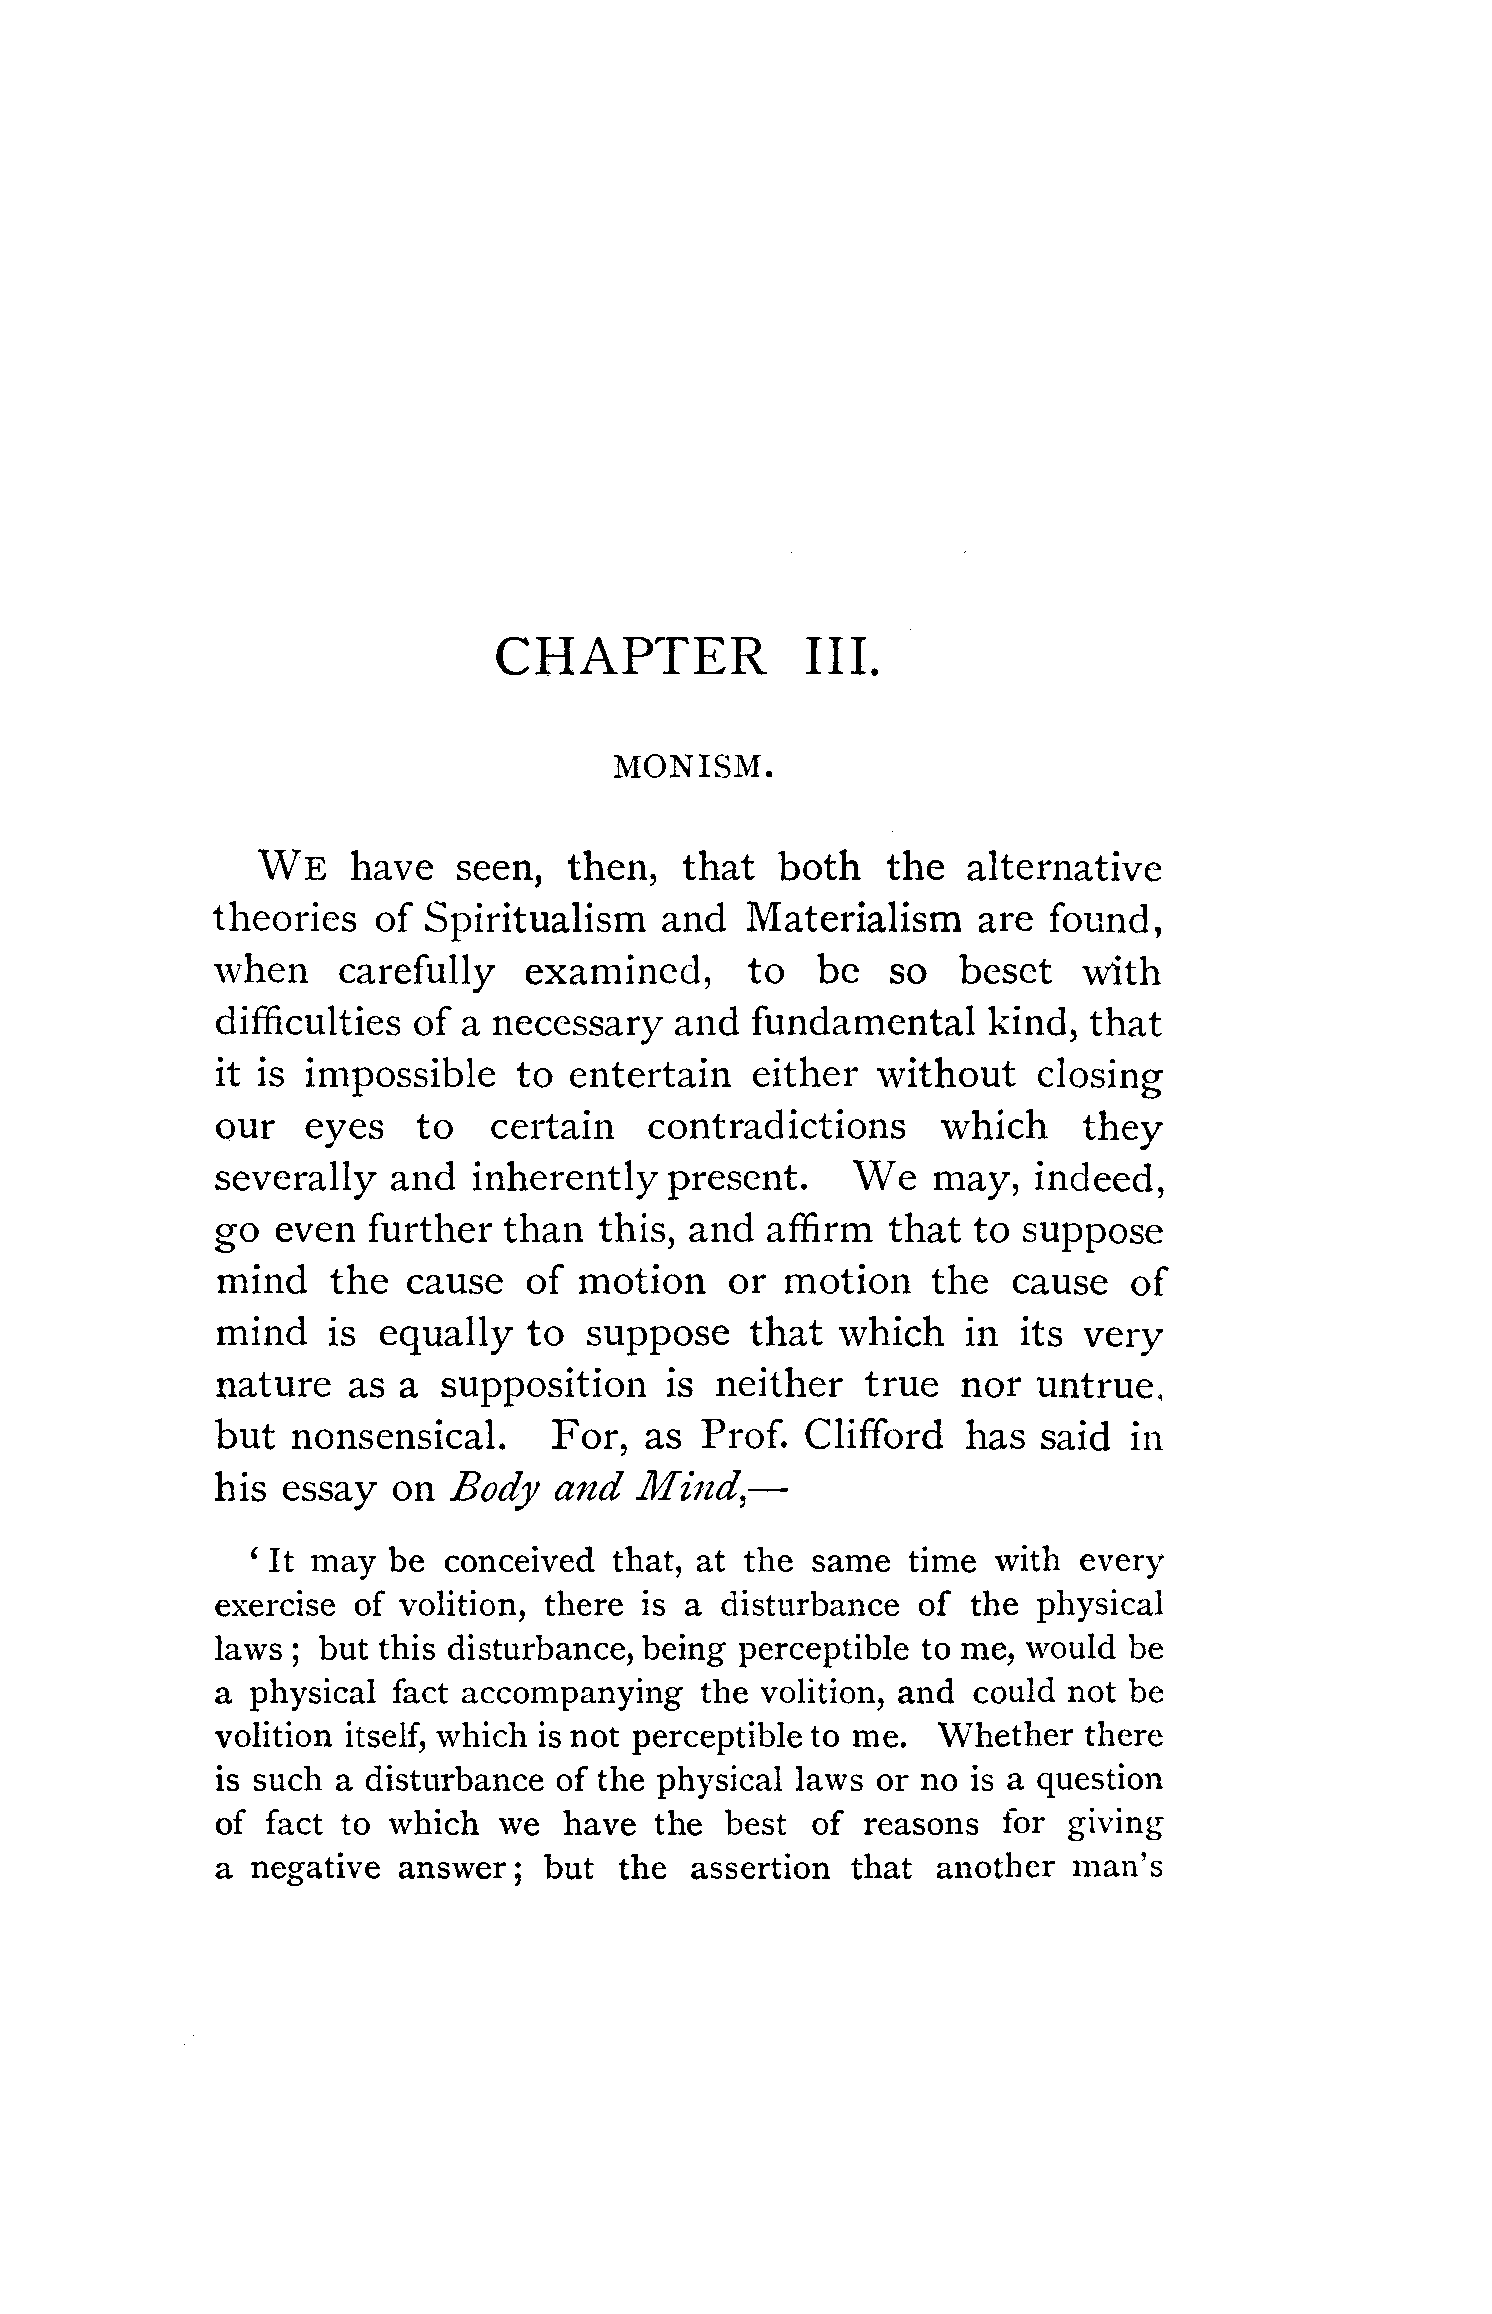 CHAPTER III.
MONISM.
WE have seen, then, that both the alternative
theories of Spiritualism and Materialism are found,
when carefully examined, to be so beset with
difficulties of a necessary and fundamental kind, that
it is impossible to entertain either without closing
our eyes to certain contradictions which they
severally and inherently present. We may, indeed,
go even further than this, and affirm that to suppose
mind the cause of motion or motion the cause of
mind is equally to suppose that which in its very
nature as a supposition is neither true nor untrue,
but nonsensical. For, as Prof. Clifford has said in
his essay on Body and Mind,—
‘It may be conceived that, at the same time with every
exercise of volition, there is a disturbance of the physical
laws; but this disturbance, being perceptible to me, would be
a physical fact accompanying the volition, and could not be
volition itself, which is not perceptible to me. Whether there
is such a disturbance of the physical laws or no is a question
of fact to which we have the best of reasons for giving
a negative answer; but the assertion that another man's